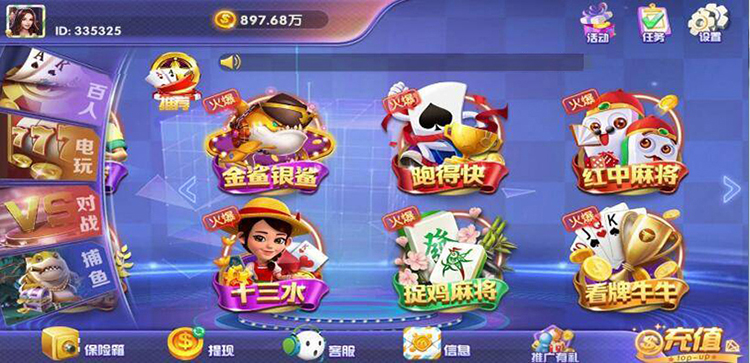 ID: 335325
897.68万
活动
任务
设置
百人
电玩
777
VS
对战
捕鱼
推荐
火爆
金鲨银鲨
火爆
跑得快
火爆
红中麻将
火爆
十三水
火爆
捉鸡麻将
火爆
看牌牛牛
保险箱
提现
客服
信息
推广有礼
充值
top-up